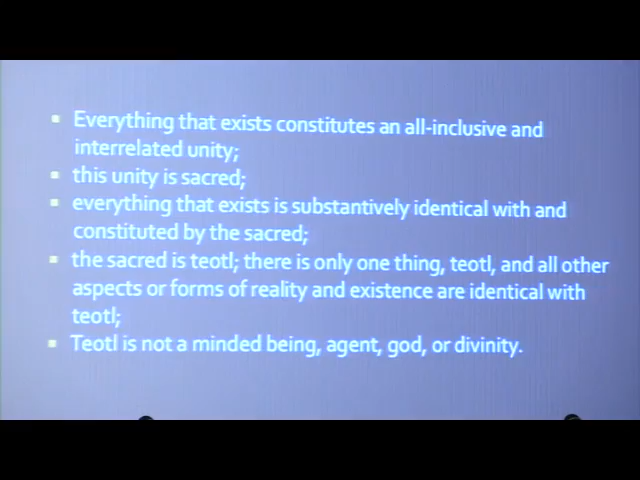 Everything that exists constitutes an all-inclusive and
interrelated unity;
this unity is sacred;
everything that exists is substantively identical with and
constituted by the sacred;
the sacred is teotl; there is only one thing, teotl, and all other
aspects or forms of reality and existence are identical with
teotl;
Teotl is not a minded being, agent, god, or divinity.